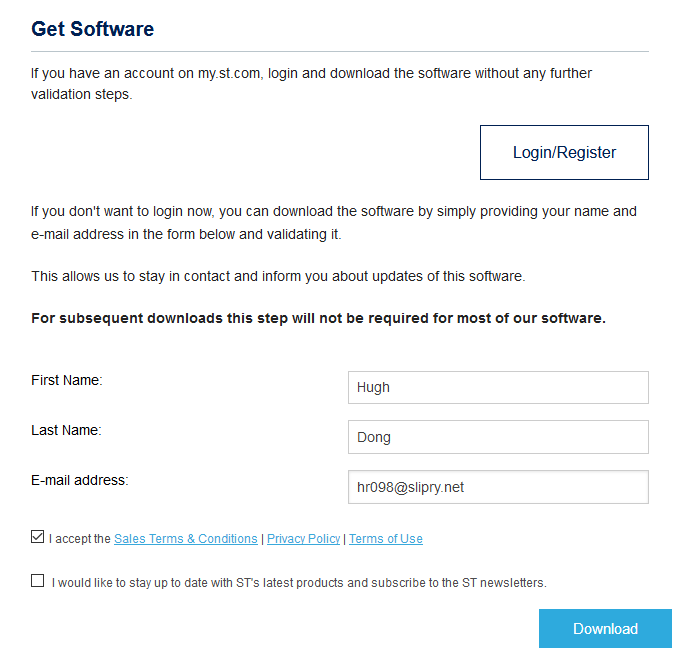 Get Software
If you have an account on my.st.com, login and download the software without any further
validation steps.
Login/Register
If you don't want to login now, you can download the software by simply providing your name and
e-mail address in the form below and validating it.
This allows us to stay in contact and inform you about updates of this software.
For subsequent downloads this step will not be required for most of our software.
First Name:
Hugh
Last Name:
Dong
E-mail address:
hr098@slipry.net
I accept the Sales Terms & Conditions | Privacy Policy | Terms of Use
I would like to stay up to date with ST's latest products and subscribe to the ST newsletters.
Download